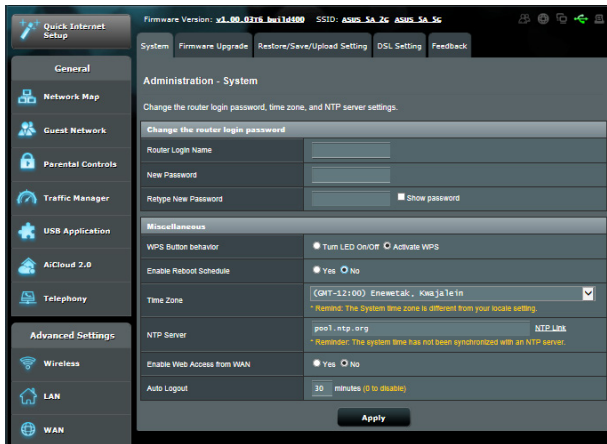 Quick Internet
Setup
General
Network Map
Guest Network
Parental Controls
Traffic Manager
USB Application
AiCloud 2.0
Telephony
Advanced Settings
Wireless
LAN
WAN
Firmware Version: v1.00.03T6_build400 SSID: ASUS_SA_2G ASUS_SA_5G
System Firmware Upgrade Restore/Save/Upload Setting DSL Setting Feedback
Administration - System
Change the router login password, time zone, and NTP server settings.
Change the router login password
Router Login Name
New Password
Retype New Password Show password
Miscellaneous
WPS Button behavior Turn LED On/Off Activate WPS
Enable Reboot Schedule Yes No
Time Zone (GMT-12:00) Enewetak, Kwajalein
* Remind: The System time zone is different from your locale setting.
NTP Server pool.ntp.org NTP Link
* Reminder: The system time has not been synchronized with an NTP server.
Enable Web Access from WAN Yes No
Auto Logout 30 minutes (0 to disable)
Apply